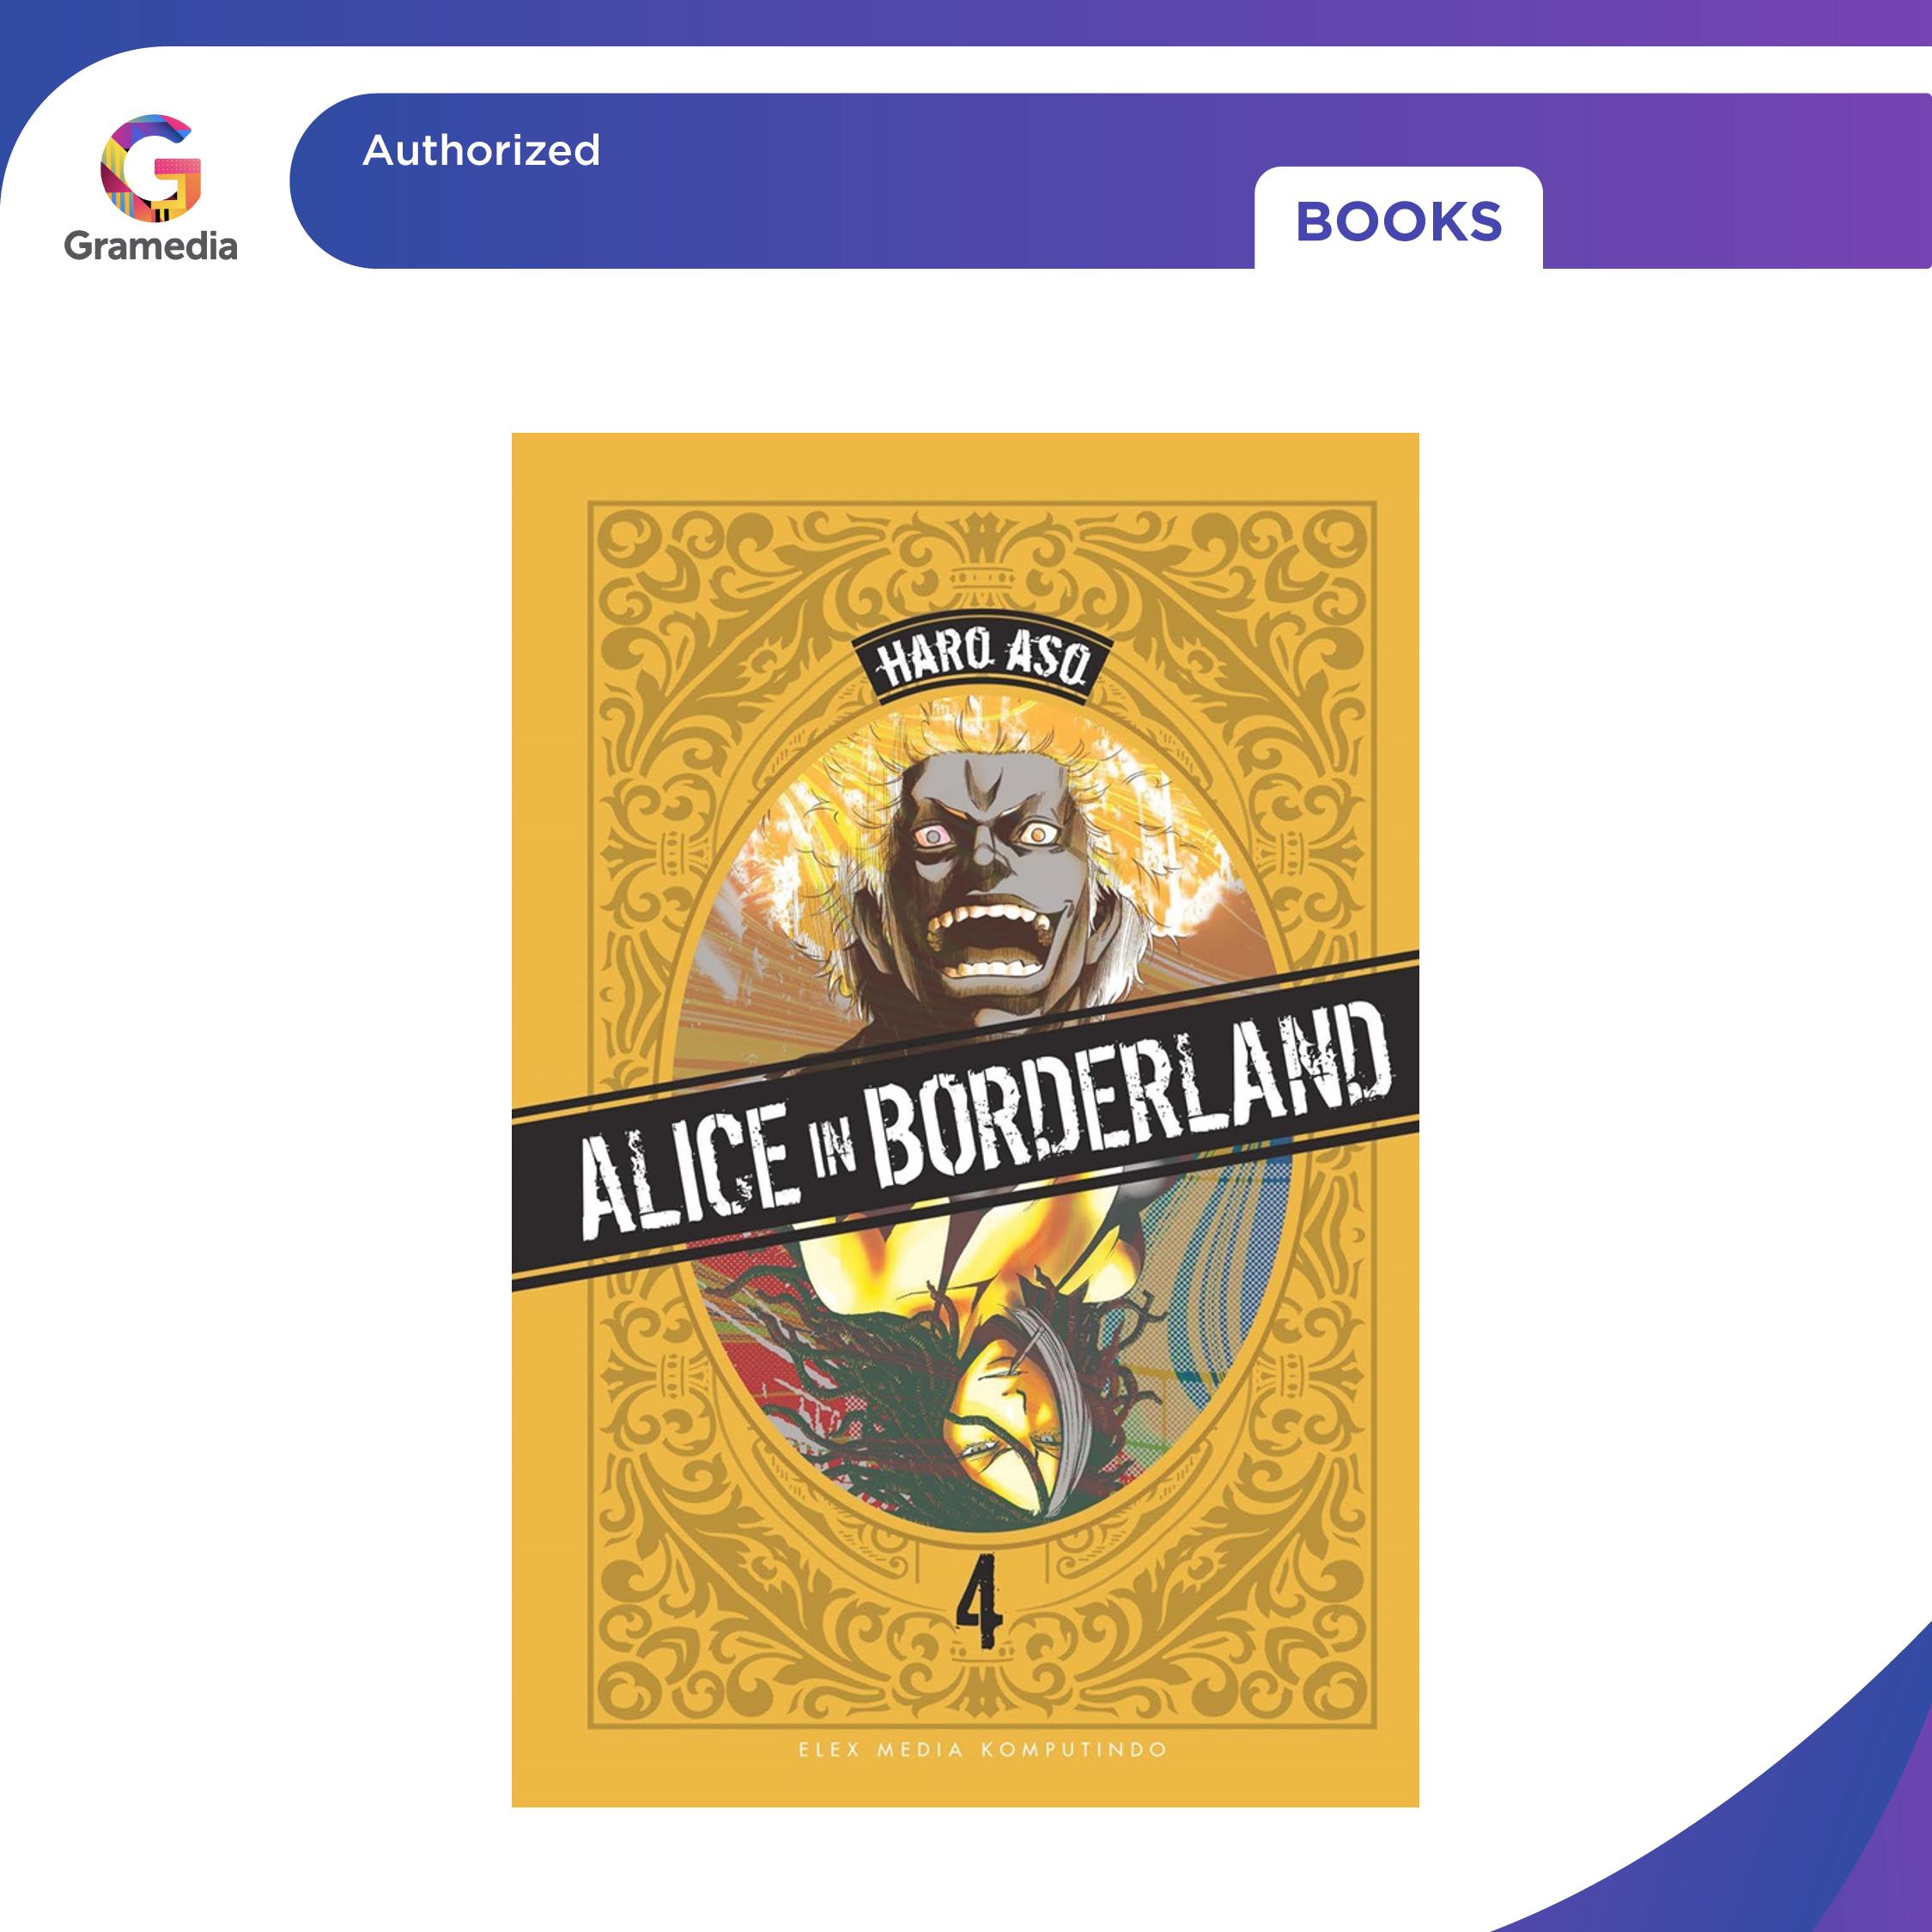 Authorized
BOOKS
Gramedia
HARO ASO
ALICE IN BORDERLAND
4
ELEX MEDIA KOMPUTINDO